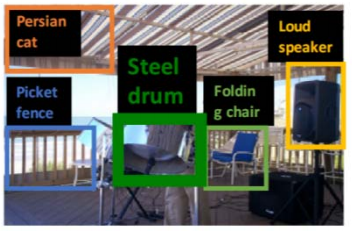 Persian
cat
Loud
speaker
Steel
drum
Picket
fence
Foldin
g chair